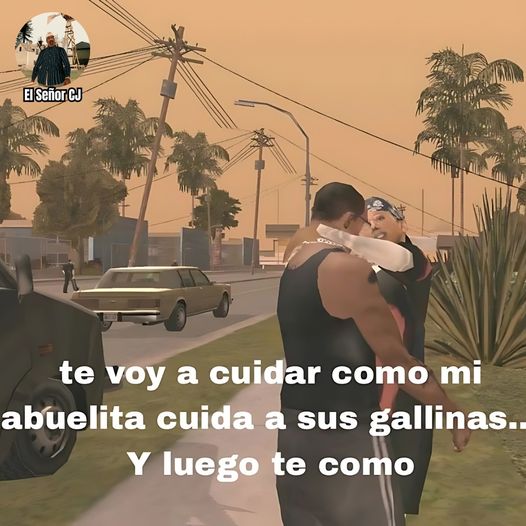 El Señor CJ
te voy a cuidar como mi
abuelita cuida a sus gallinas..
Y luego te como